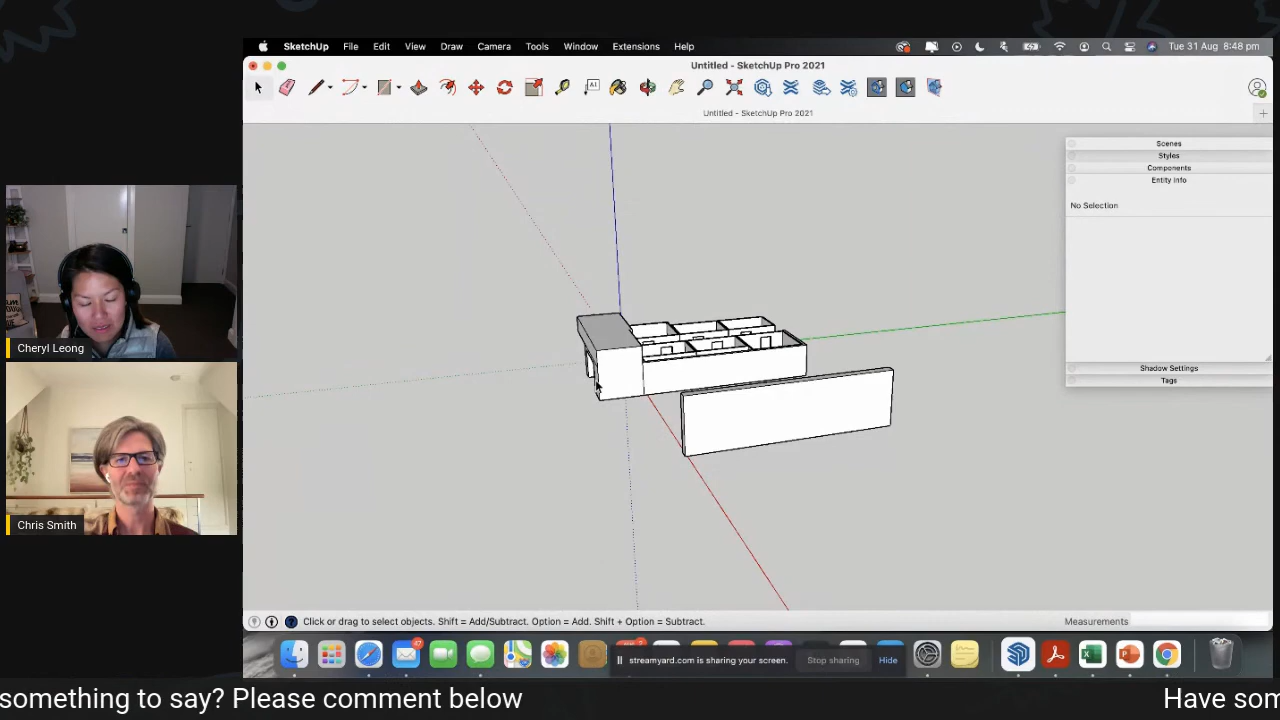 SketchUp File Edit View Draw Camera Tools Window Extensions Help Tue 31 Aug 8:48 pm
Untitled - SketchUp Pro 2021
Untitled - SketchUp Pro 2021
Scenes
Styles
Components
Entity Info
No Selection
Shadow Settings
Tags
Cheryl Leong
Chris Smith
Click or drag to select objects. Shift = Add/Subtract. Option = Add. Shift + Option = Subtract.
Measurements
streamyard.com is sharing your screen. Stop sharing Hide
something to say? Please comment below
Have som